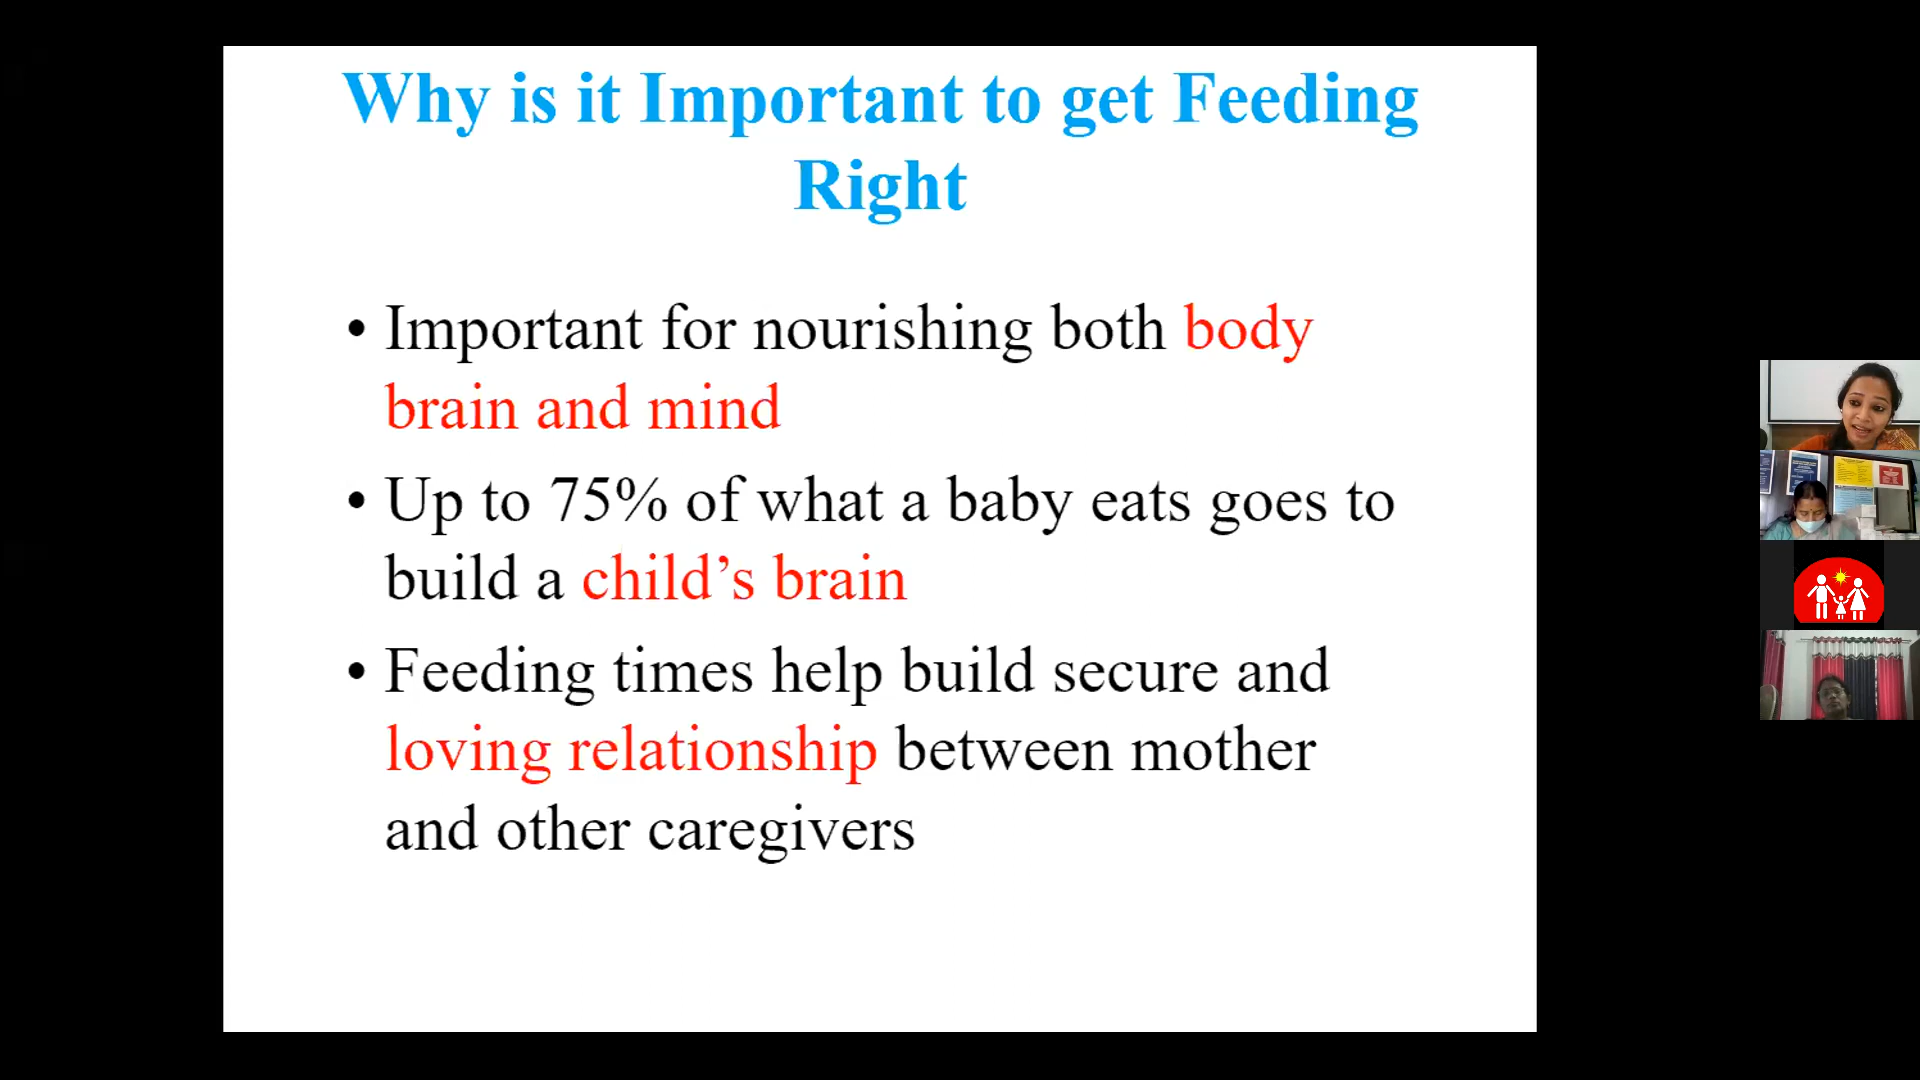 Why is it Important to get Feeding
Right
• Important for nourishing both body
brain and mind
• Up to 75% of what a baby eats goes to
build a child’s brain
• Feeding times help build secure and
loving relationship between mother
and other caregivers